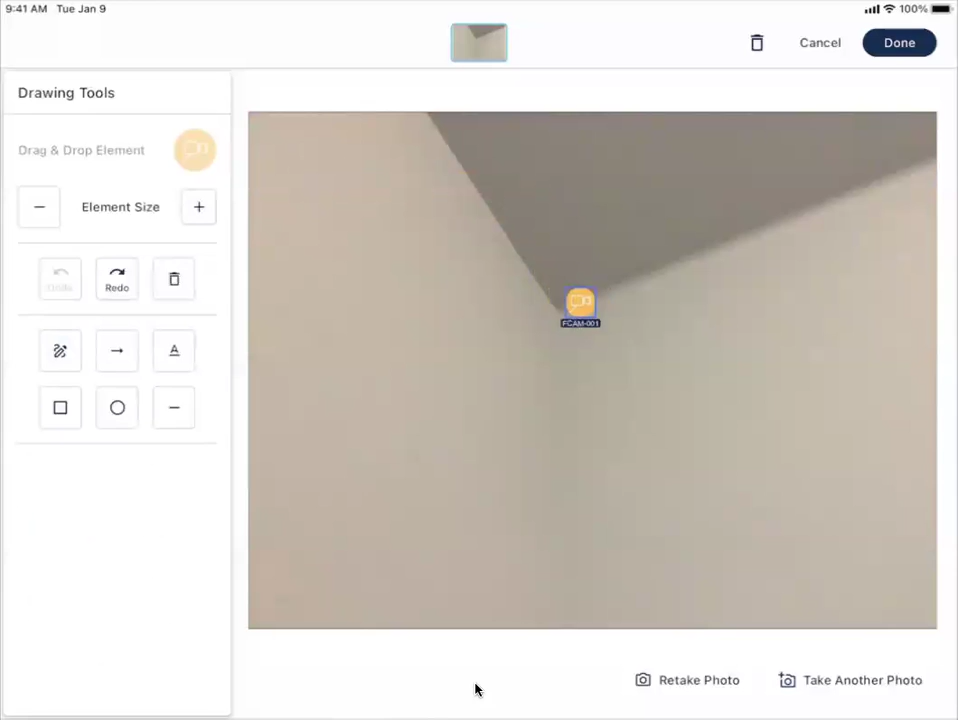 9:41 AM Tue Jan 9
100%
Cancel
Done
Drawing Tools
Drag & Drop Element
Element Size
Undo
Redo
A
FCAM-001
Retake Photo
Take Another Photo